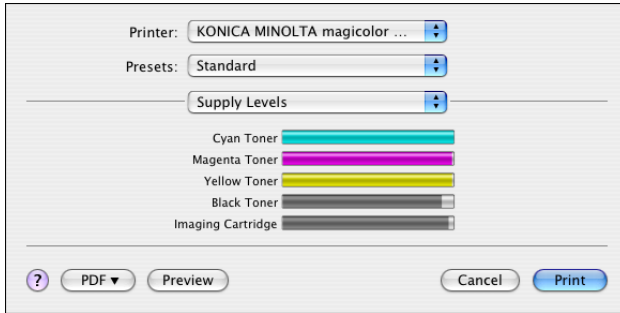 Printer: KONICA MINOLTA magicolor ...
Presets: Standard
Supply Levels
Cyan Toner
Magenta Toner
Yellow Toner
Black Toner
Imaging Cartridge
? PDF ▼ Preview Cancel Print